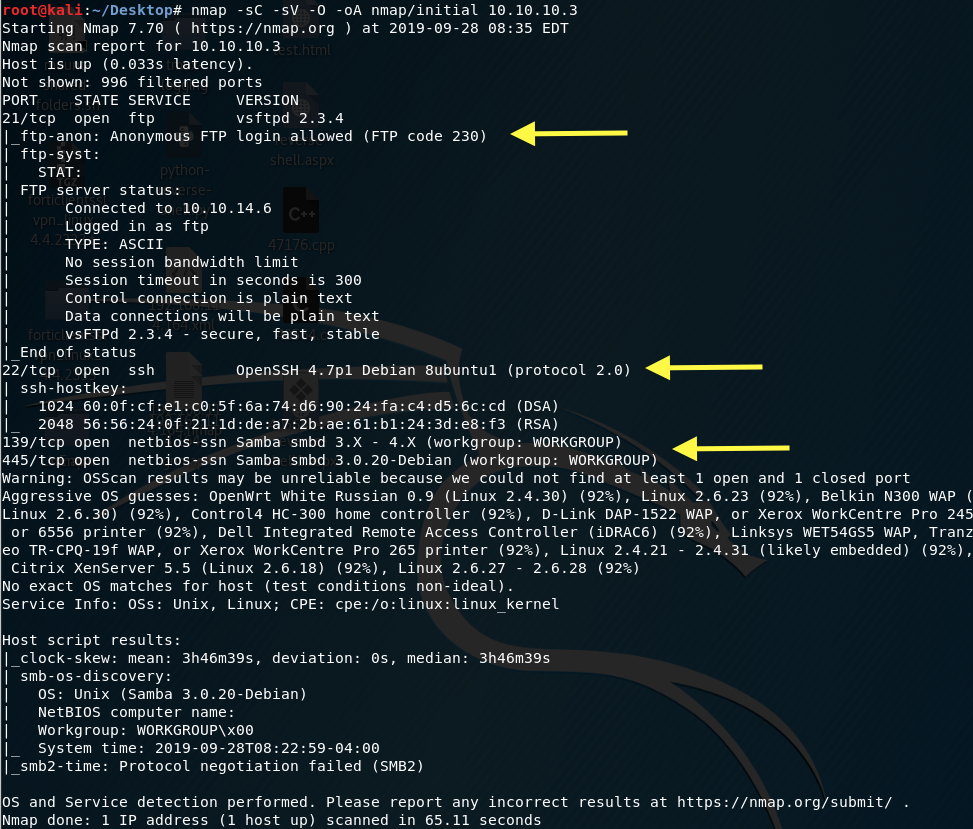 root@kali:~/Desktop# nmap -sC -sV -O -oA nmap/initial 10.10.10.3
Starting Nmap 7.70 ( https://nmap.org ) at 2019-09-28 08:35 EDT
Nmap scan report for 10.10.10.3
Host is up (0.033s latency).
Not shown: 996 filtered ports
PORT    STATE SERVICE     VERSION
21/tcp  open  ftp         vsftpd 2.3.4
|_ftp-anon: Anonymous FTP login allowed (FTP code 230)
| ftp-syst:
|   STAT:
| FTP server status:
|      Connected to 10.10.14.6
|      Logged in as ftp
|      TYPE: ASCII
|      No session bandwidth limit
|      Session timeout in seconds is 300
|      Control connection is plain text
|      Data connections will be plain text
|      vsFTPd 2.3.4 - secure, fast, stable
|_End of status
22/tcp  open  ssh         OpenSSH 4.7p1 Debian 8ubuntu1 (protocol 2.0)
| ssh-hostkey:
|   1024 60:0f:cf:e1:c0:5f:6a:74:d6:90:24:fa:c4:d5:6c:cd (DSA)
|_  2048 56:56:24:0f:21:1d:de:a7:2b:ae:61:b1:24:3d:e8:f3 (RSA)
139/tcp open  netbios-ssn Samba smbd 3.X - 4.X (workgroup: WORKGROUP)
445/tcp open  netbios-ssn Samba smbd 3.0.20-Debian (workgroup: WORKGROUP)
Warning: OSScan results may be unreliable because we could not find at least 1 open and 1 closed port
Aggressive OS guesses: OpenWrt White Russian 0.9 (Linux 2.4.30) (92%), Linux 2.6.23 (92%), Belkin N300 WAP (
Linux 2.6.30) (92%), Control4 HC-300 home controller (92%), D-Link DAP-1522 WAP, or Xerox WorkCentre Pro 245
 or 6556 printer (92%), Dell Integrated Remote Access Controller (iDRAC6) (92%), Linksys WET54GS5 WAP, Tranz
eo TR-CPQ-19f WAP, or Xerox WorkCentre Pro 265 printer (92%), Linux 2.4.21 - 2.4.31 (likely embedded) (92%),
 Citrix XenServer 5.5 (Linux 2.6.18) (92%), Linux 2.6.27 - 2.6.28 (92%)
No exact OS matches for host (test conditions non-ideal).
Service Info: OSs: Unix, Linux; CPE: cpe:/o:linux:linux_kernel

Host script results:
|_clock-skew: mean: 3h46m39s, deviation: 0s, median: 3h46m39s
| smb-os-discovery:
|   OS: Unix (Samba 3.0.20-Debian)
|   NetBIOS computer name:
|   Workgroup: WORKGROUP\x00
|_  System time: 2019-09-28T08:22:59-04:00
|_smb2-time: Protocol negotiation failed (SMB2)

OS and Service detection performed. Please report any incorrect results at https://nmap.org/submit/ .
Nmap done: 1 IP address (1 host up) scanned in 65.11 seconds
test.html
shell.aspx
python-
C++
47176.cpp